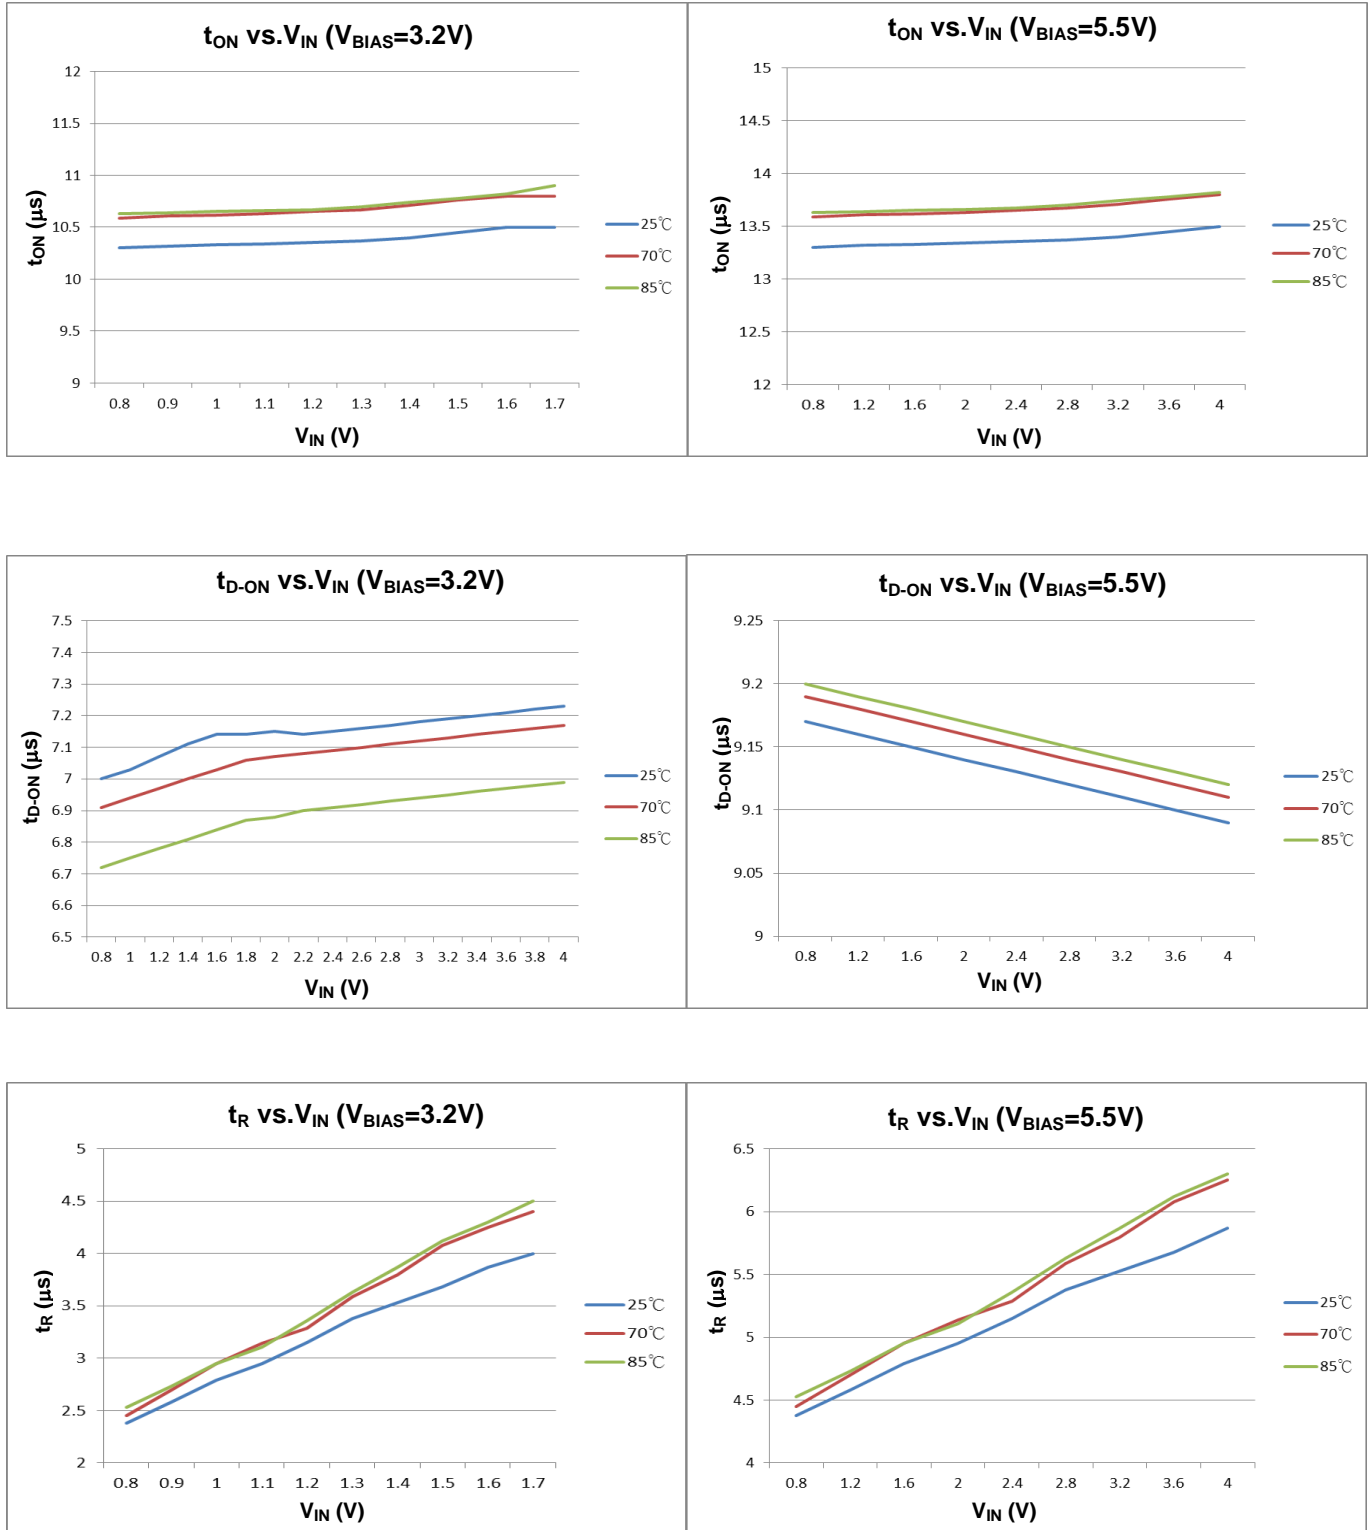 tON vs.VIN (VBIAS=3.2V)
12
11.5
11
10.5
10
9.5
9
tON (μs)
0.8 0.9 1 1.1 1.2 1.3 1.4 1.5 1.6 1.7
VIN (V)
25℃
70℃
85℃
tON vs.VIN (VBIAS=5.5V)
15
14.5
14
13.5
13
12.5
12
tON (μs)
0.8 1.2 1.6 2 2.4 2.8 3.2 3.6 4
VIN (V)
25℃
70℃
85℃
tD-ON vs.VIN (VBIAS=3.2V)
7.5
7.4
7.3
7.2
7.1
7
6.9
6.8
6.7
6.6
6.5
tD-ON (μs)
0.8 1 1.2 1.4 1.6 1.8 2 2.2 2.4 2.6 2.8 3 3.2 3.4 3.6 3.8 4
VIN (V)
25℃
70℃
85℃
tD-ON vs.VIN (VBIAS=5.5V)
9.25
9.2
9.15
9.1
9.05
9
tD-ON (μs)
0.8 1.2 1.6 2 2.4 2.8 3.2 3.6 4
VIN (V)
25℃
70℃
85℃
tR vs.VIN (VBIAS=3.2V)
5
4.5
4
3.5
3
2.5
2
tR (μs)
0.8 0.9 1 1.1 1.2 1.3 1.4 1.5 1.6 1.7
VIN (V)
25℃
70℃
85℃
tR vs.VIN (VBIAS=5.5V)
6.5
6
5.5
5
4.5
4
tR (μs)
0.8 1.2 1.6 2 2.4 2.8 3.2 3.6 4
VIN (V)
25℃
70℃
85℃